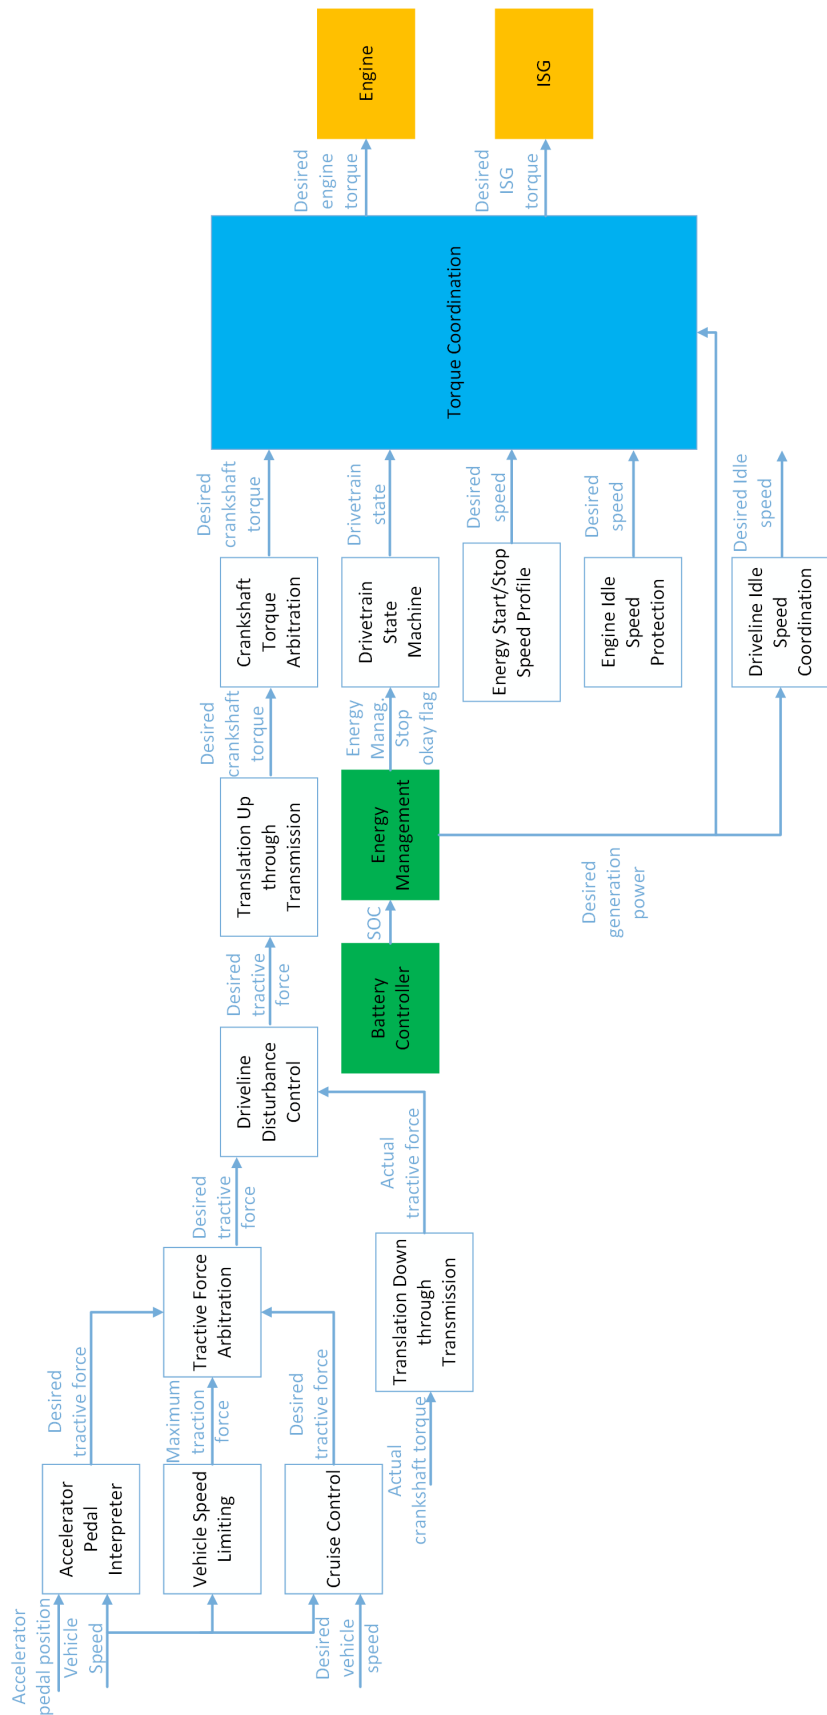 Accelerator
pedal position
Vehicle
Speed
Desired
vehicle
speed
Accelerator
Pedal
Interpreter
Vehicle Speed
Limiting
Cruise Control
Desired
tractive force
Maximum
traction
force
Desired
tractive force
Actual
crankshaft torque
Tractive Force
Arbitration
Translation Down
through
Transmission
Desired
tractive
force
Actual
tractive force
Driveline
Disturbance
Control
Battery
Controller
Desired
tractive
force
SOC
Translation Up
through
Transmission
Energy
Management
Desired
generation
power
Desired
crankshaft
torque
Energy
Manag.
Stop
okay flag
Crankshaft
Torque
Arbitration
Drivetrain
State
Machine
Energy Start/Stop
Speed Profile
Engine Idle
Speed
Protection
Driveline Idle
Speed
Coordination
Desired
crankshaft
torque
Drivetrain
state
Desired
speed
Desired
speed
Desired Idle
speed
Torque Coordination
Desired
engine
torque
Desired
ISG
torque
Engine
ISG